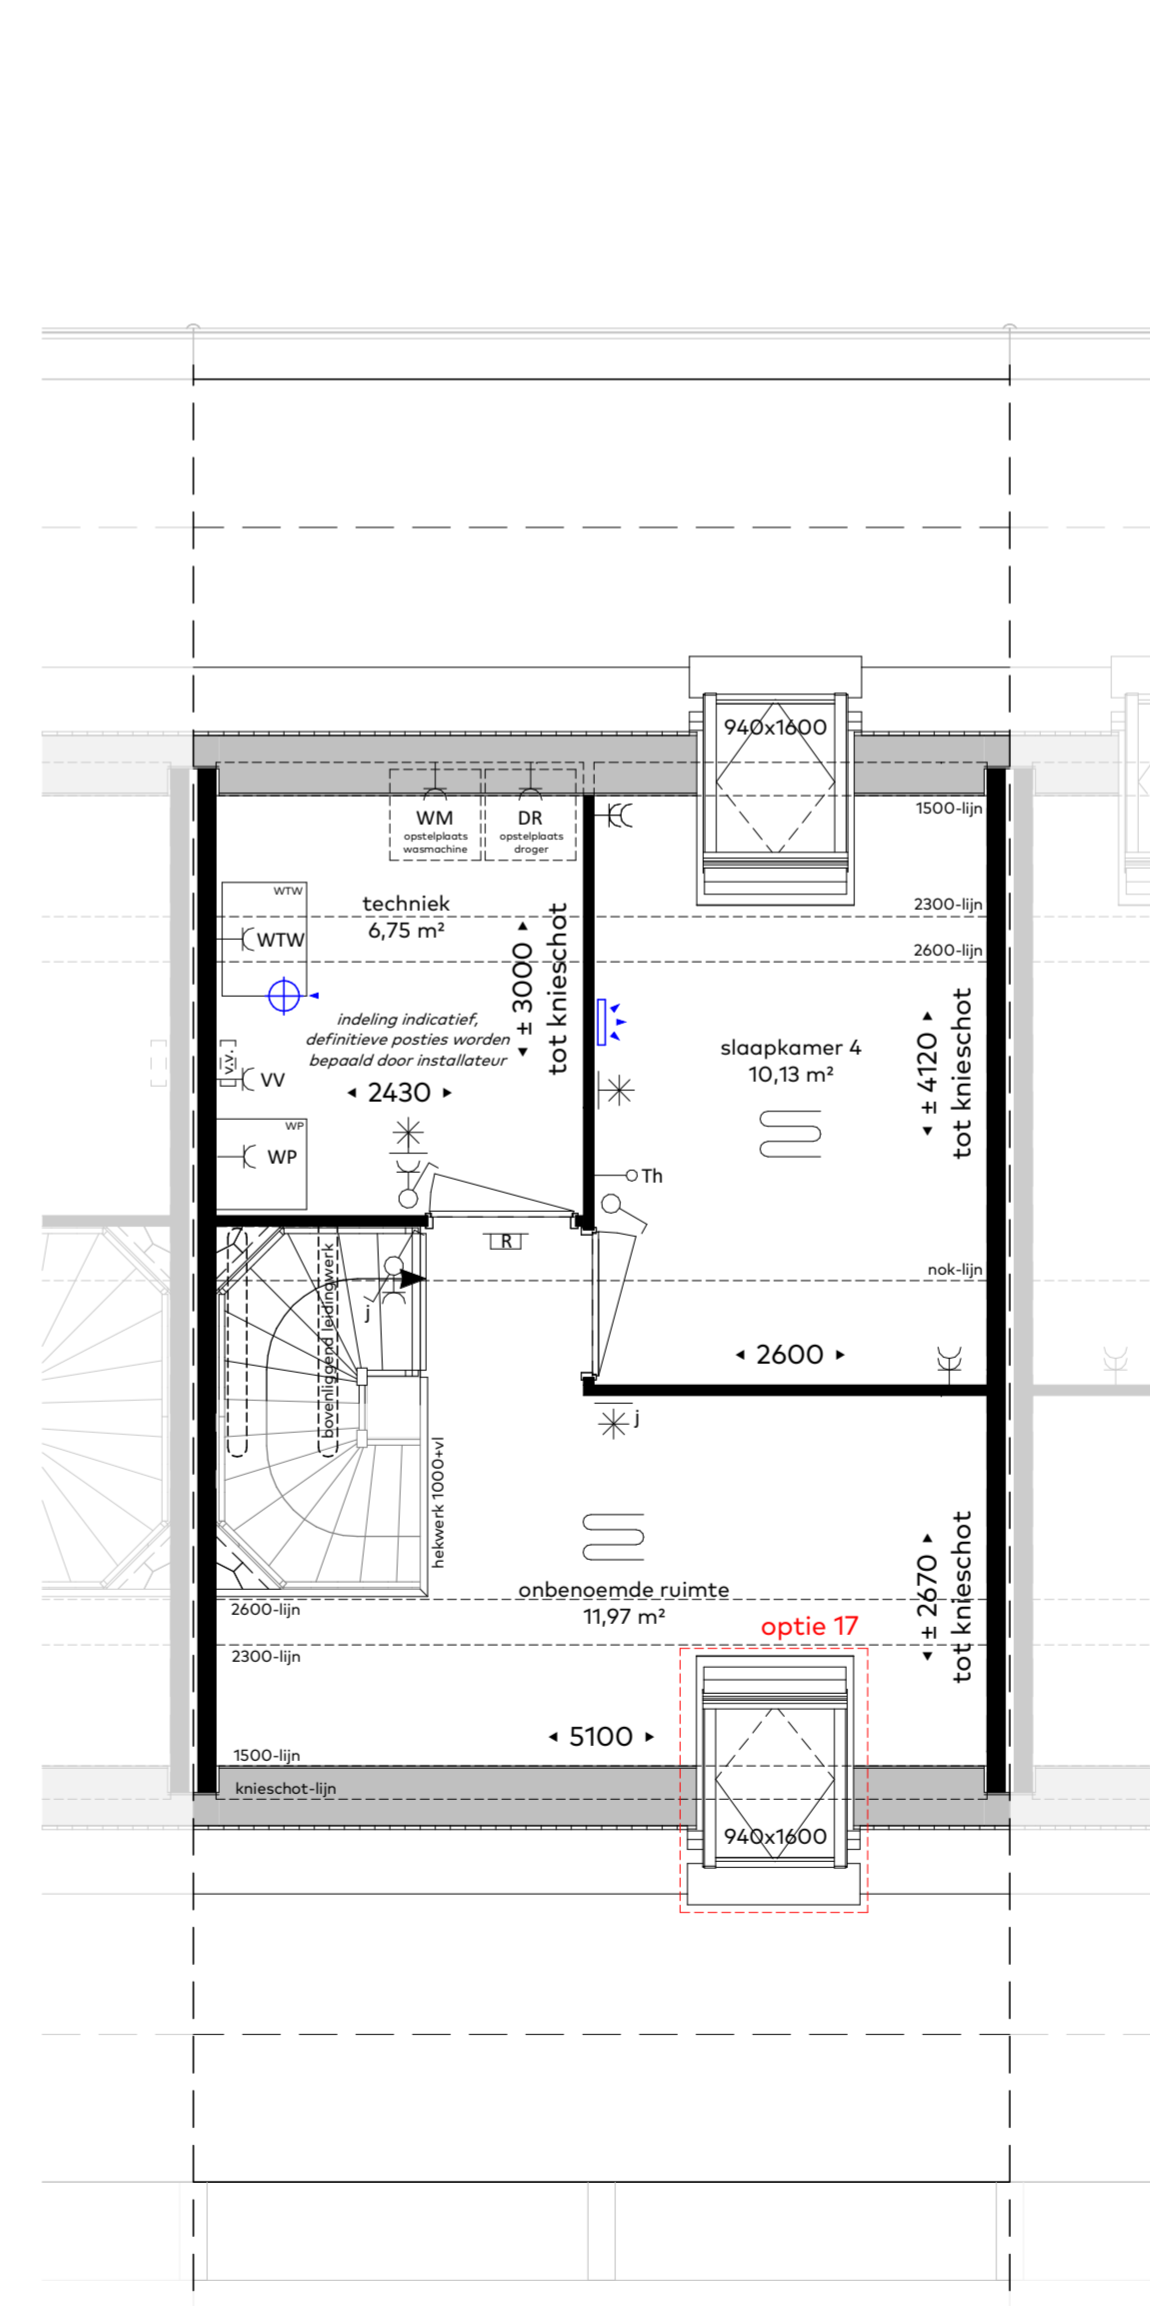 940x1600
1500-lijn
WM
opstelplaats
wasmachine
DR
opstelplaats
droger
WTW
WTW
techniek
6,75 m²
2300-lijn
2600-lijn
± 3000
tot knieschot
indeling indicatief,
definitieve posties worden
bepaald door installateur
v.v.
VV
2430
slaapkamer 4
10,13 m²
± 4120
tot knieschot
WP
WP
Th
R
nok-lijn
bovenliggend leidingwerk
j
2600
j
hekwerk 1000+vl
onbenoemde ruimte
11,97 m²
± 2670
tot knieschot
2600-lijn
optie 17
2300-lijn
5100
1500-lijn
knieschot-lijn
940x1600